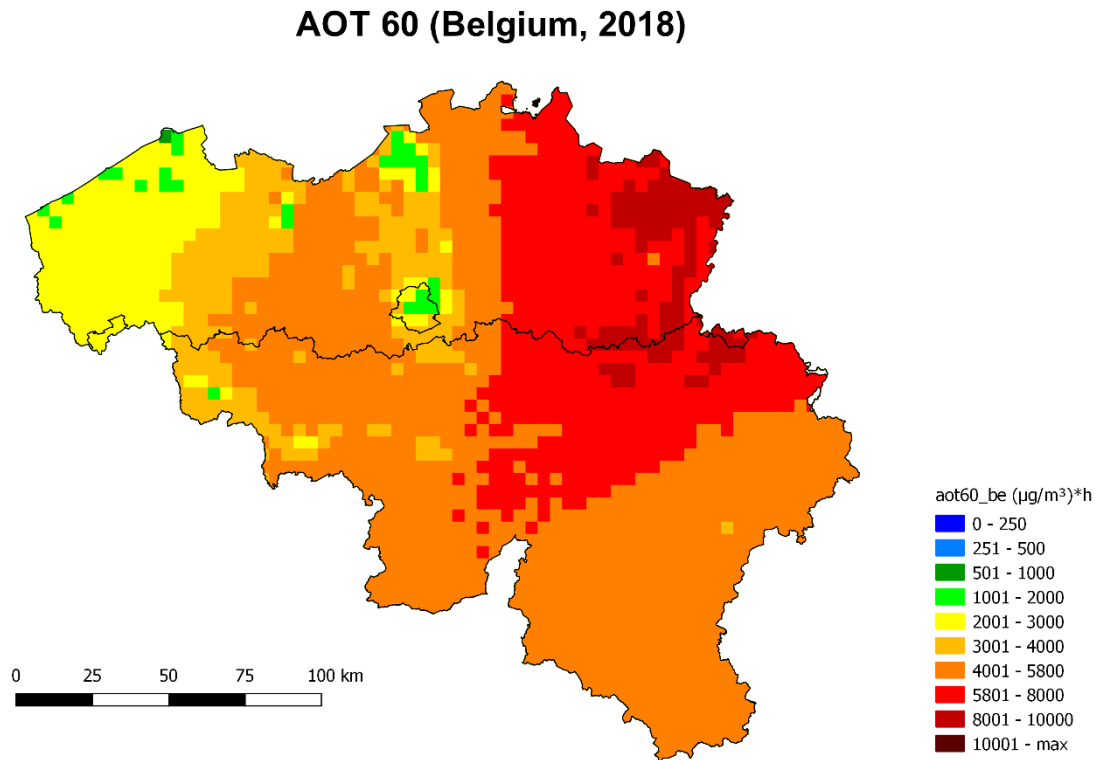 AOT 60 (Belgium, 2018)
aot60_be (µg/m³)*h
0 - 250
251 - 500
501 - 1000
1001 - 2000
2001 - 3000
3001 - 4000
4001 - 5800
5801 - 8000
8001 - 10000
10001 - max
0 25 50 75 100 km